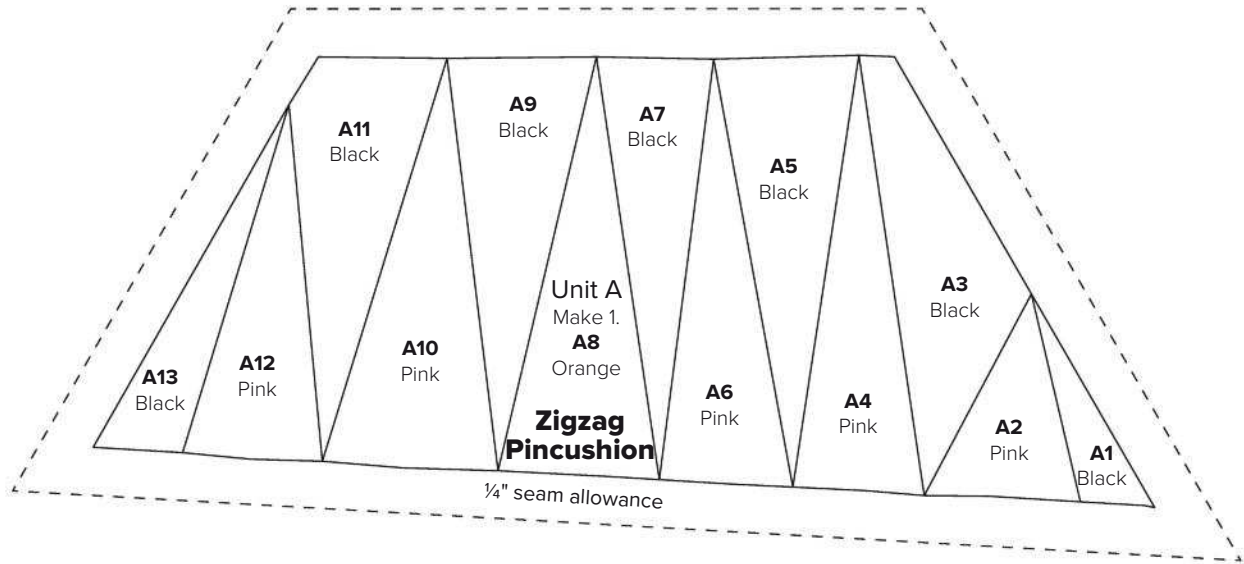 A11
Black
A9
Black
A7
Black
A5
Black
A3
Black
Unit A
Make 1.
A8
Orange
A13
Black
A12
Pink
A10
Pink
A6
Pink
A4
Pink
A2
Pink
A1
Black
Zigzag
Pincushion
¼" seam allowance